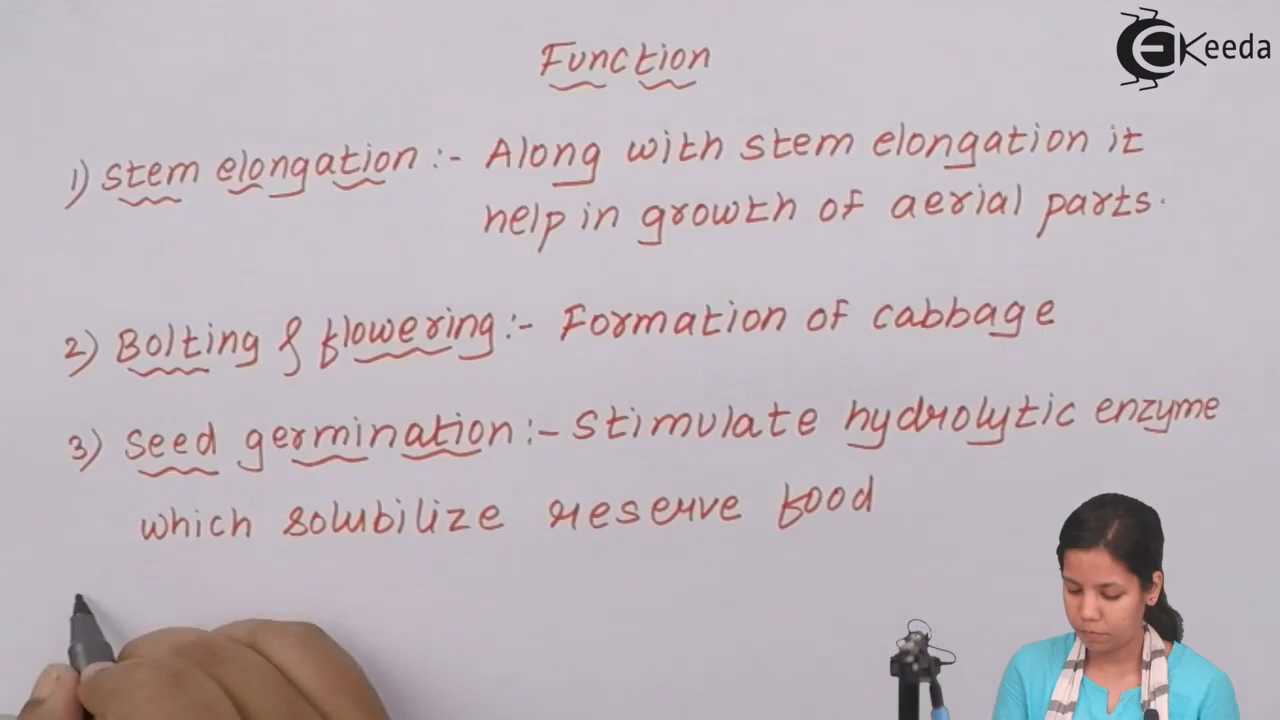 Function
EKeeda
1) Stem elongation :- Along with stem elongation it
help in growth of aerial parts.
2) Bolting & flowering :- Formation of cabbage
3) Seed germination :- Stimulate hydrolytic enzyme
which solubilize reserve food